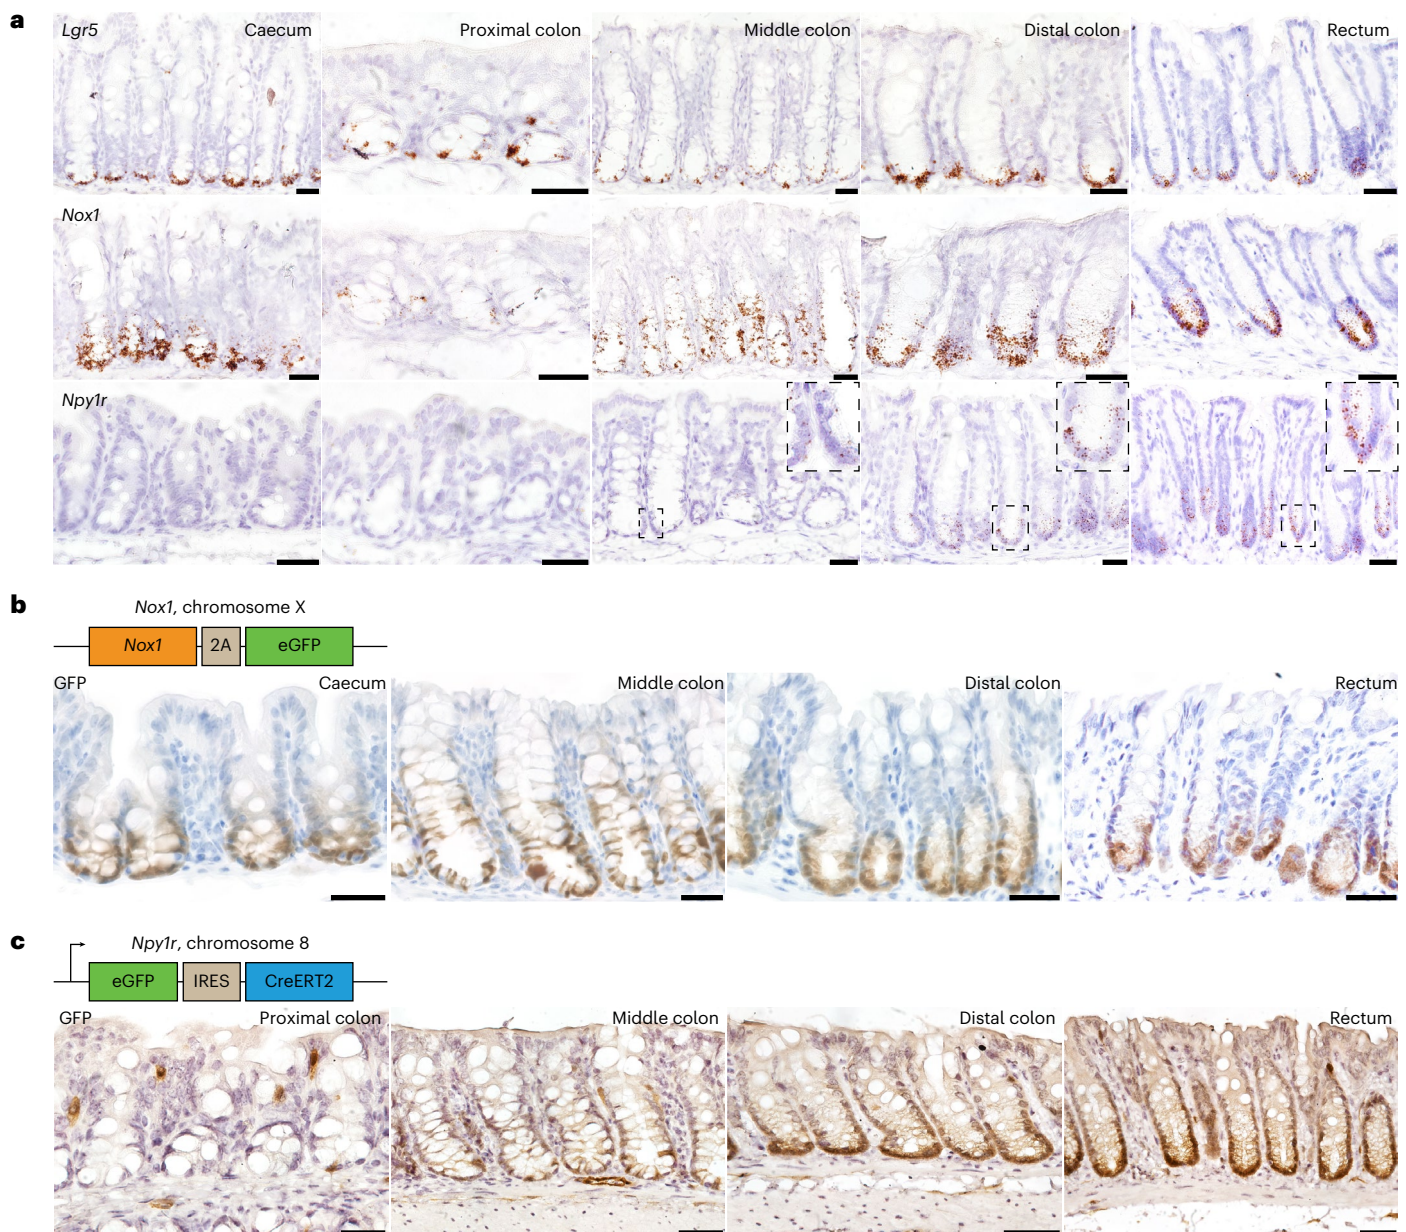 a
Lgr5 Caecum Proximal colon Middle colon Distal colon Rectum
Nox1
Npy1r
b
Nox1, chromosome X
Nox1 2A eGFP
GFP Caecum Middle colon Distal colon Rectum
c
Npy1r, chromosome 8
eGFP IRES CreERT2
GFP Proximal colon Middle colon Distal colon Rectum